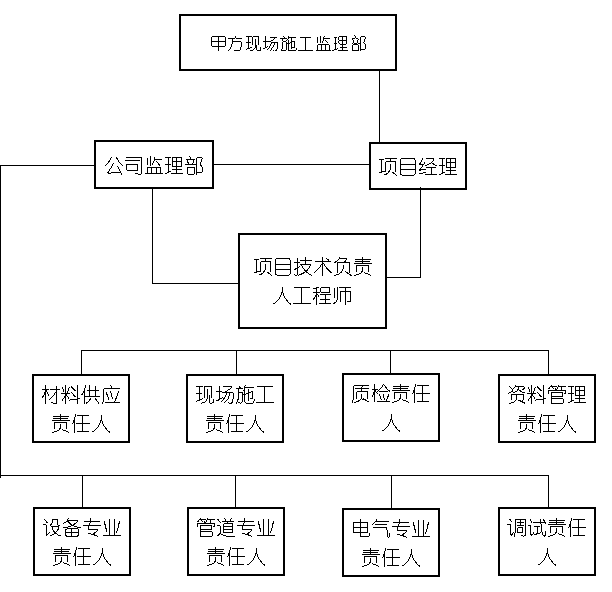 甲方现场施工监理部
公司监理部
项目经理
项目技术负责
人工程师
材料供应
责任人
现场施工
责任人
质检责任
人
资料管理
责任人
设备专业
责任人
管道专业
责任人
电气专业
责任人
调试责任
人